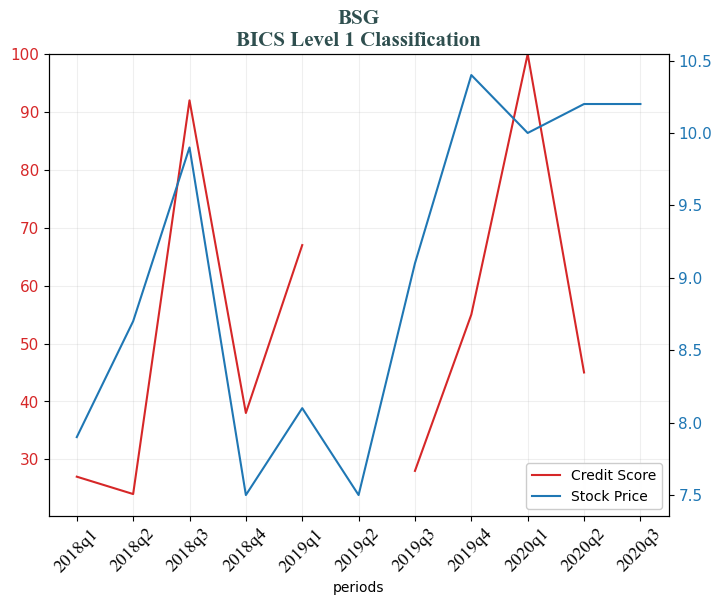 BSG
BICS Level 1 Classification
100
90
80
70
60
50
40
30
10.5
10.0
9.5
9.0
8.5
8.0
7.5
Credit Score
Stock Price
2018q1
2018q2
2018q3
2018q4
2019q1
2019q2
2019q3
2019q4
2020q1
2020q2
2020q3
periods